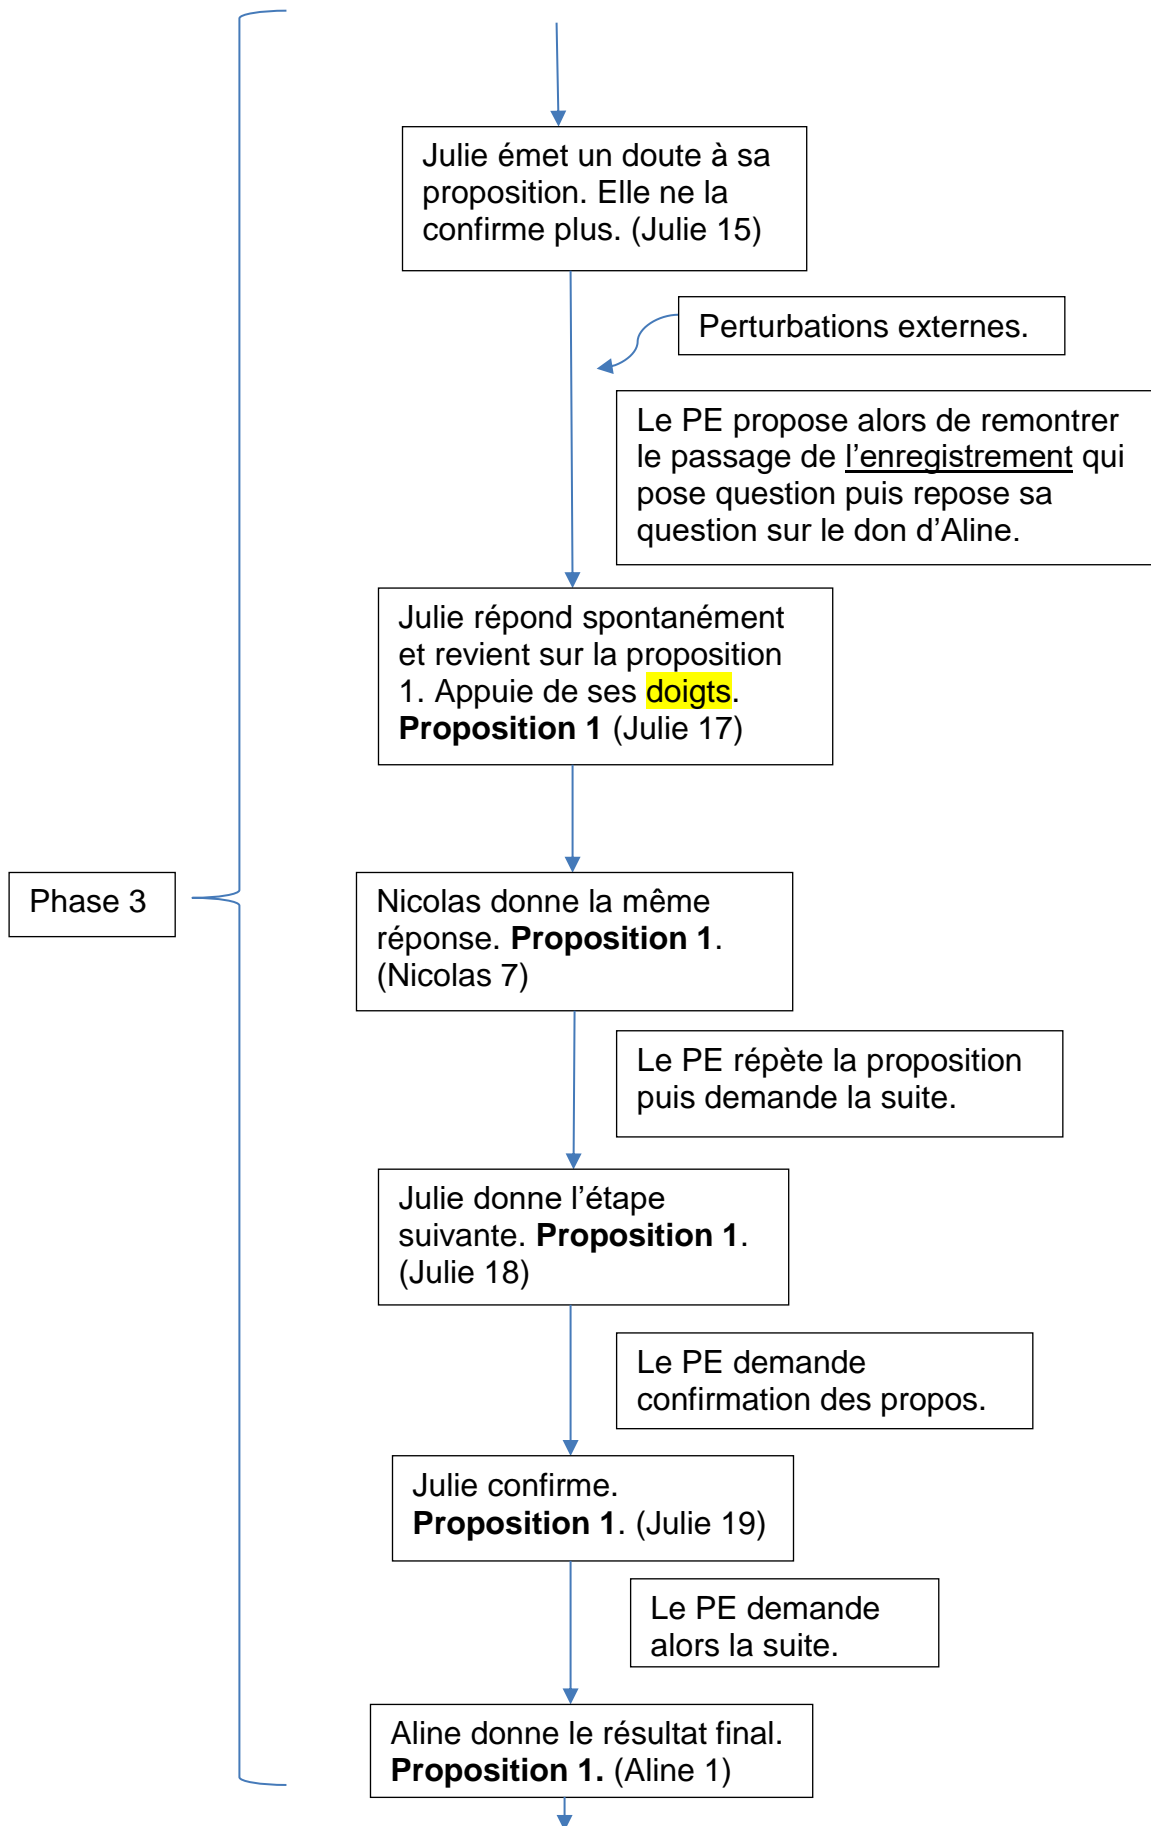 Julie émet un doute à sa
proposition. Elle ne la
confirme plus. (Julie 15)
Perturbations externes.
Le PE propose alors de remontrer
le passage de l’enregistrement qui
pose question puis repose sa
question sur le don d’Aline.
Julie répond spontanément
et revient sur la proposition
1. Appuie de ses doigts.
Proposition 1 (Julie 17)
Phase 3
Nicolas donne la même
réponse. Proposition 1.
(Nicolas 7)
Le PE répète la proposition
puis demande la suite.
Julie donne l’étape
suivante. Proposition 1.
(Julie 18)
Le PE demande
confirmation des propos.
Julie confirme.
Proposition 1. (Julie 19)
Le PE demande
alors la suite.
Aline donne le résultat final.
Proposition 1. (Aline 1)